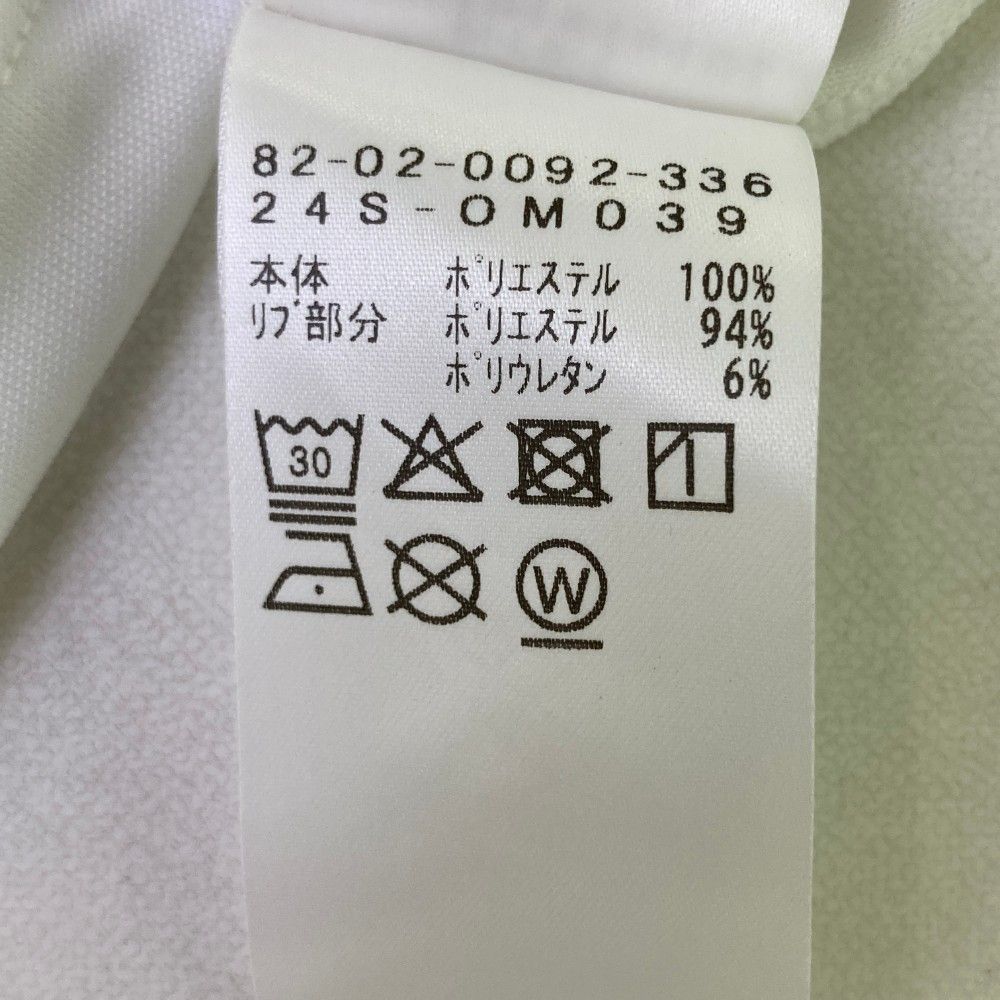 82-02-0092-336
24S-OM039
本体 ポリエステル 100%
リブ部分 ポリエステル 94%
ポリウレタン 6%
30
W